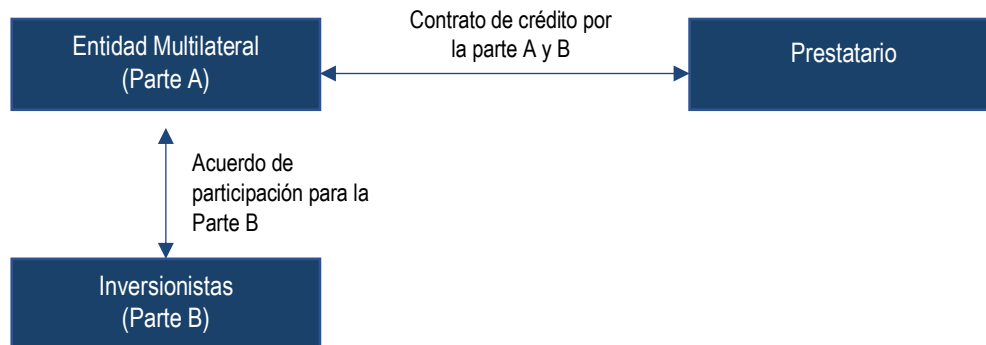 Entidad Multilateral
(Parte A)
Contrato de crédito por
la parte A y B
Prestatario
Acuerdo de
participación para la
Parte B
Inversionistas
(Parte B)